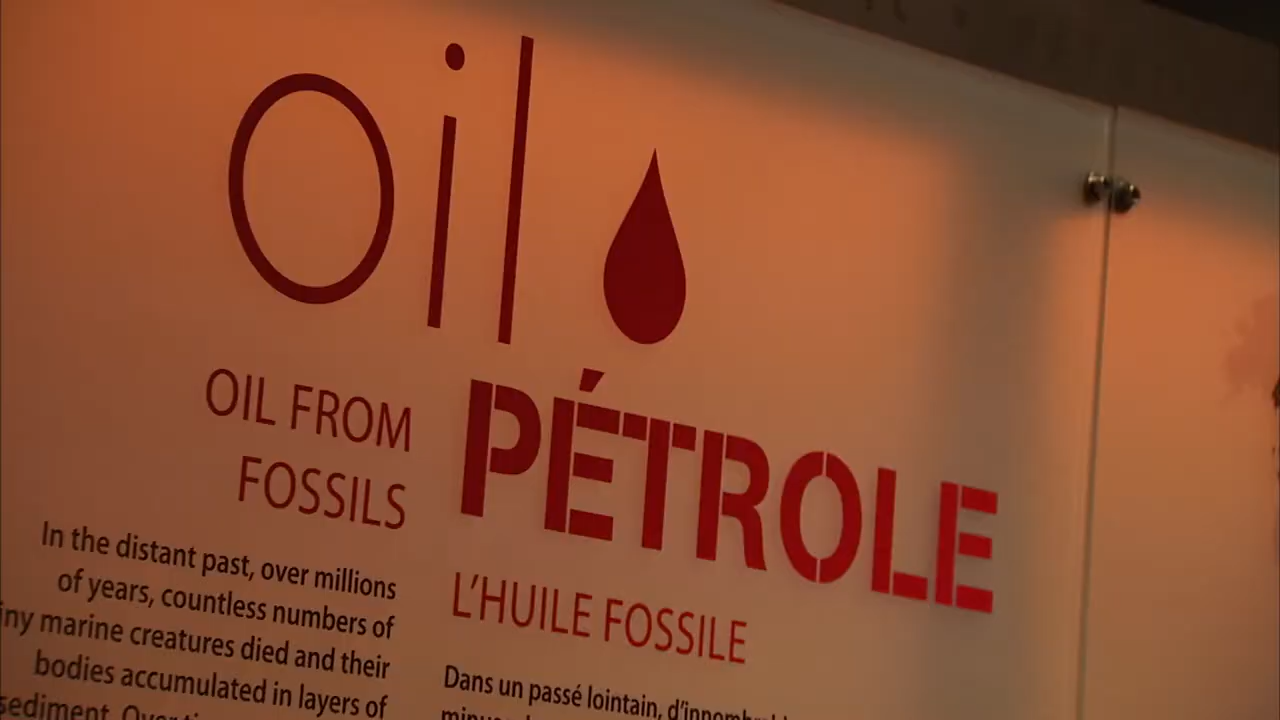 oil
PÉTROLE
OIL FROM
FOSSILS
In the distant past, over millions
of years, countless numbers of
marine creatures died and their
bodies accumulated in layers of
sediment.
L'HUILE FOSSILE
Dans un passé lointain,